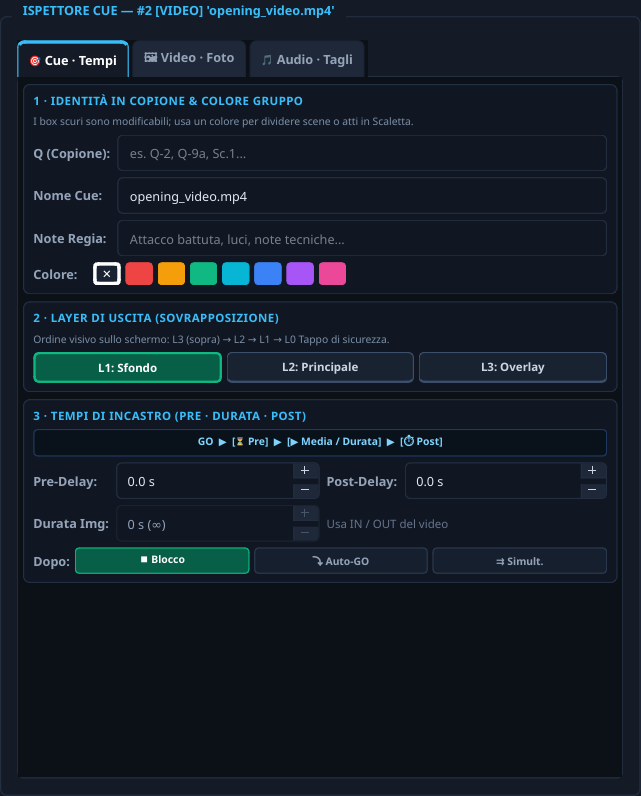 ISPETTORE CUE — #2 [VIDEO] 'opening_video.mp4'
🎯 Cue · Tempi
🖼 Video · Foto
🎵 Audio · Tagli
1 · IDENTITÀ IN COPIONE & COLORE GRUPPO
I box scuri sono modificabili; usa un colore per dividere scene o atti in Scaletta.
Q (Copione): es. Q-2, Q-9a, Sc.1...
Nome Cue: opening_video.mp4
Note Regia: Attacco battuta, luci, note tecniche...
Colore: ✕
2 · LAYER DI USCITA (SOVRAPPOSIZIONE)
Ordine visivo sullo schermo: L3 (sopra) → L2 → L1 → L0 Tappo di sicurezza.
L1: Sfondo L2: Principale L3: Overlay
3 · TEMPI DI INCASTRO (PRE · DURATA · POST)
GO ▶ [⏳ Pre] ▶ [▶ Media / Durata] ▶ [⏱ Post]
Pre-Delay: 0.0 s + − Post-Delay: 0.0 s + −
Durata Img: 0 s (∞) + − Usa IN / OUT del video
Dopo: ■ Blocco ⤵ Auto-GO ⇉ Simult.